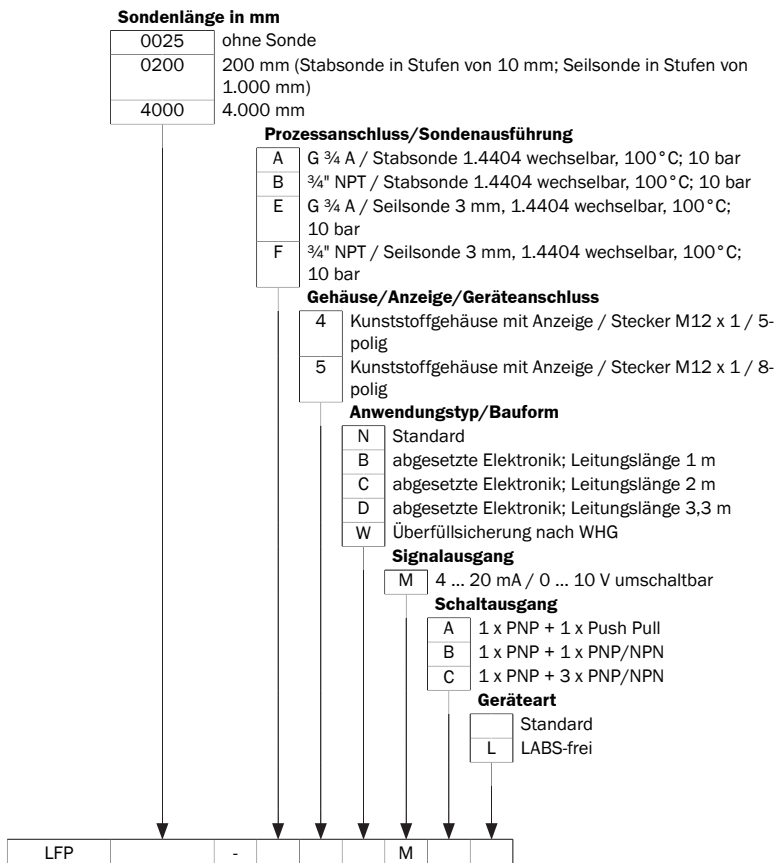 Sondenlänge in mm
0025 ohne Sonde
0200 200 mm (Stabsonde in Stufen von 10 mm; Seilsonde in Stufen von
1.000 mm)
4000 4.000 mm
Prozessanschluss/Sondenausführung
A G ¾ A / Stabsonde 1.4404 wechselbar, 100°C; 10 bar
B ¾" NPT / Stabsonde 1.4404 wechselbar, 100°C; 10 bar
E G ¾ A / Seilsonde 3 mm, 1.4404 wechselbar, 100°C;
10 bar
F ¾" NPT / Seilsonde 3 mm, 1.4404 wechselbar, 100°C;
10 bar
Gehäuse/Anzeige/Geräteanschluss
4 Kunststoffgehäuse mit Anzeige / Stecker M12 x 1 / 5-
polig
5 Kunststoffgehäuse mit Anzeige / Stecker M12 x 1 / 8-
polig
Anwendungstyp/Bauform
N Standard
B abgesetzte Elektronik; Leitungslänge 1 m
C abgesetzte Elektronik; Leitungslänge 2 m
D abgesetzte Elektronik; Leitungslänge 3,3 m
W Überfüllsicherung nach WHG
Signalausgang
M 4 ... 20 mA / 0 ... 10 V umschaltbar
Schaltausgang
A 1 x PNP + 1 x Push Pull
B 1 x PNP + 1 x PNP/NPN
C 1 x PNP + 3 x PNP/NPN
Geräteart
Standard
L LABS-frei
LFP - M